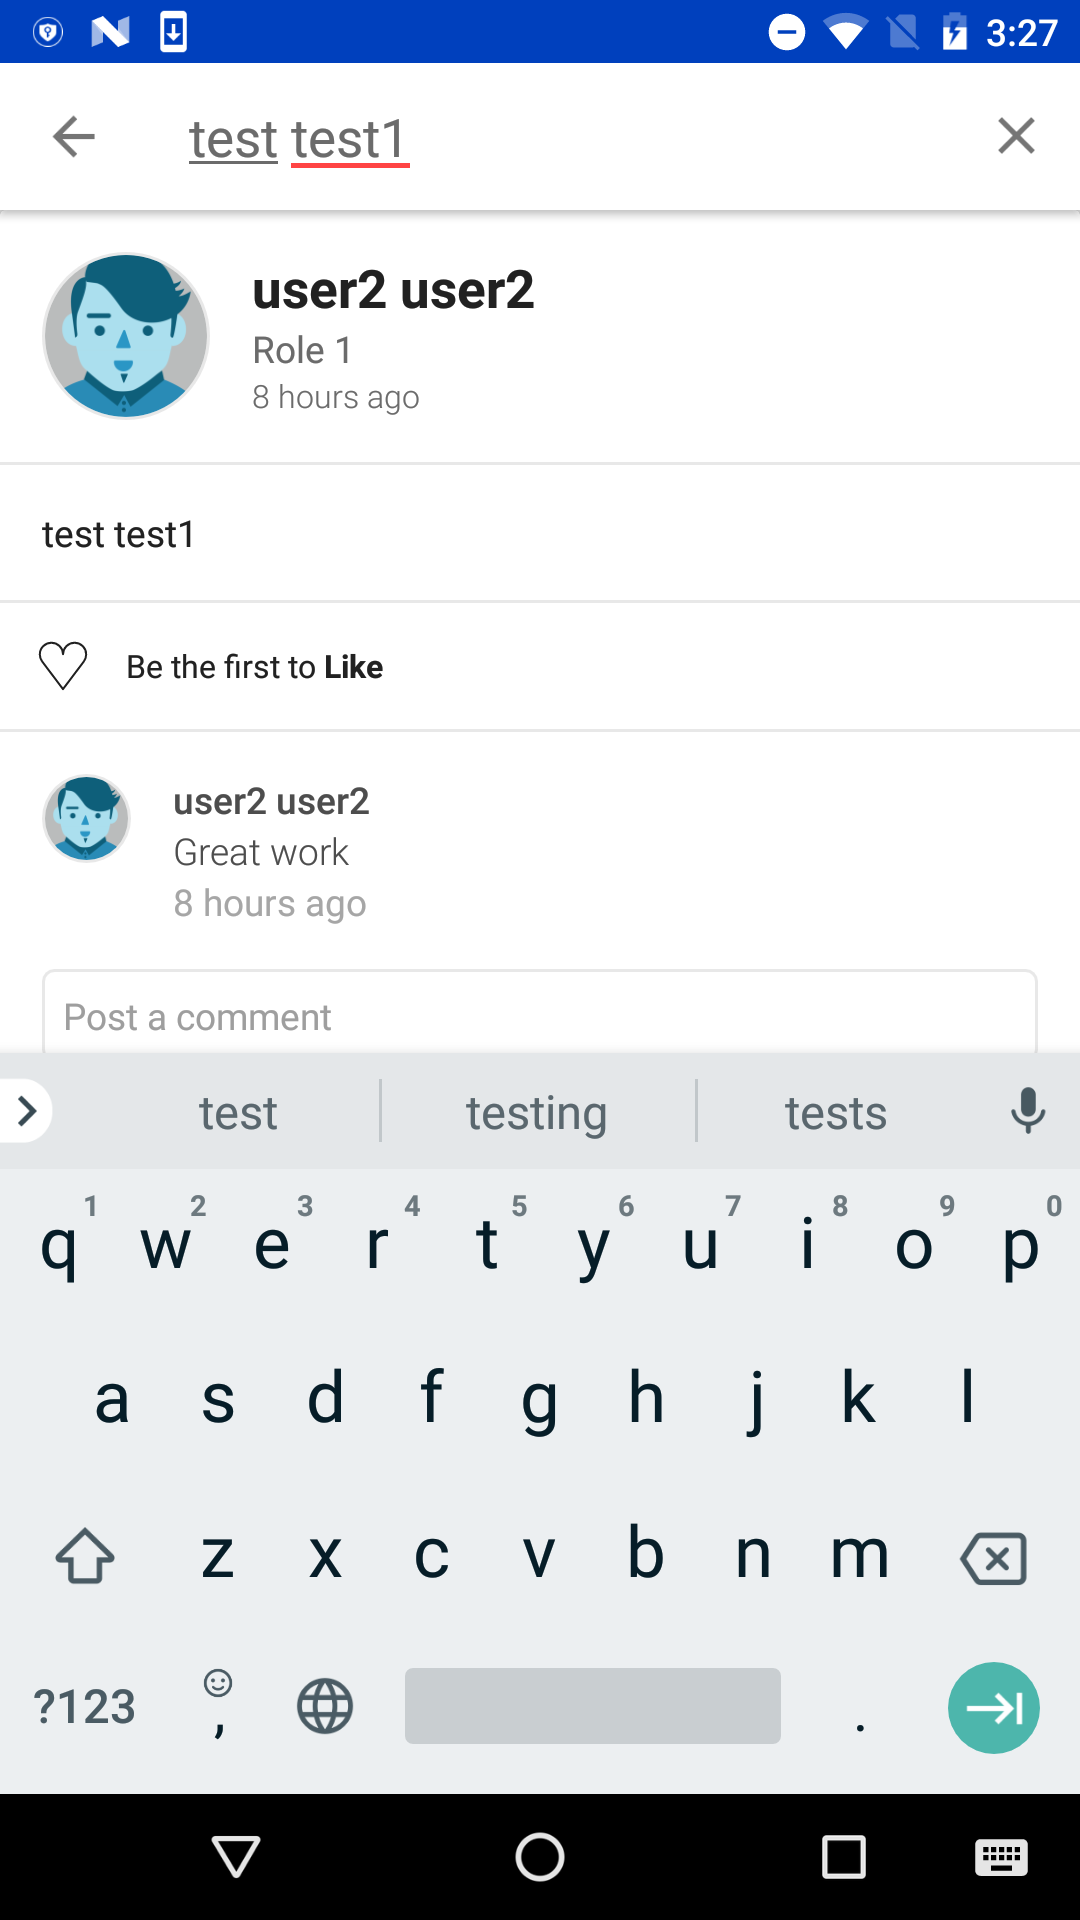 3:27
test test1
user2 user2
Role 1
8 hours ago
test test1
Be the first to Like
user2 user2
Great work
8 hours ago
Post a comment
test testing tests
1 2 3 4 5 6 7 8 9 0
q w e r t y u i o p
a s d f g h j k l
z x c v b n m
?123 , .